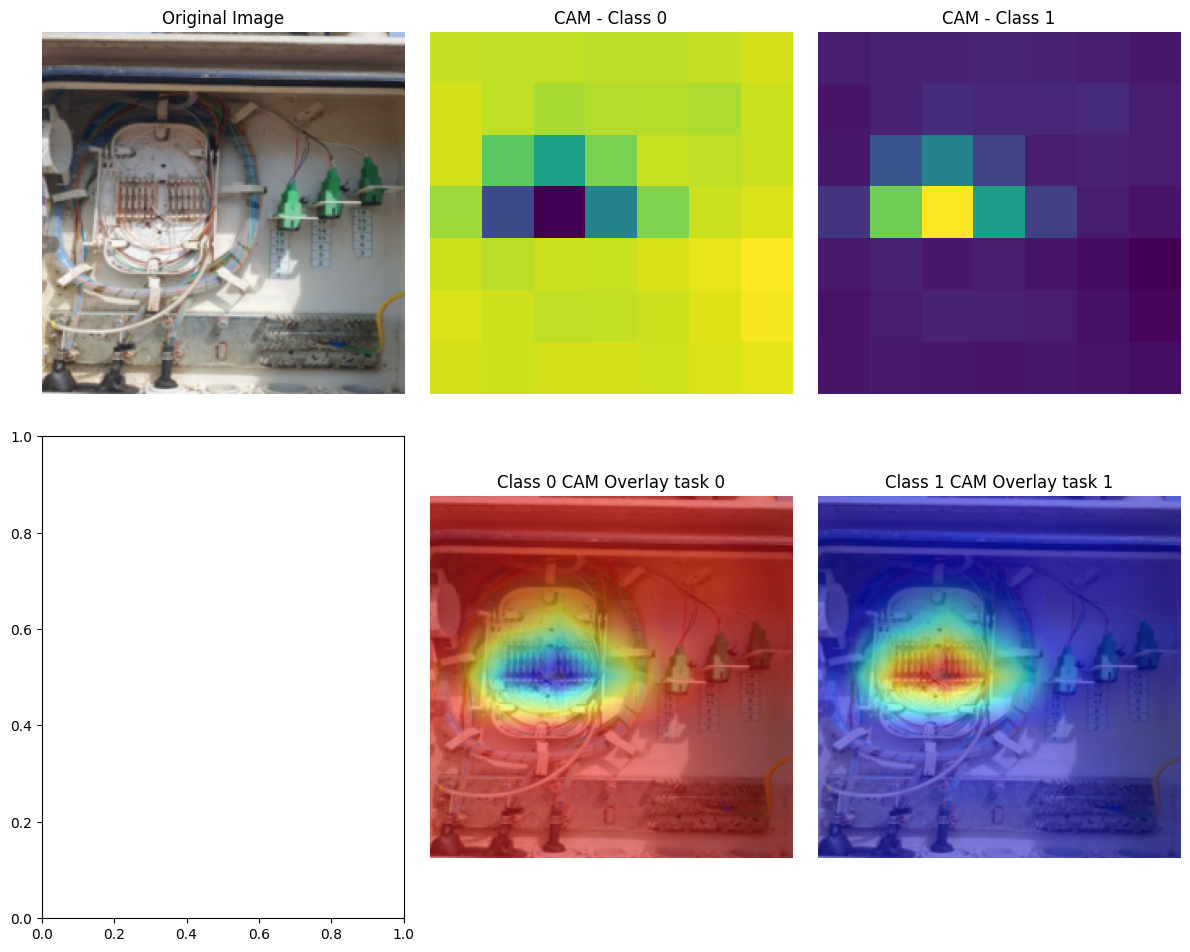 Original Image
CAM - Class 0
CAM - Class 1
1.0
0.8
0.6
0.4
0.2
0.0
0.0 0.2 0.4 0.6 0.8 1.0
Class 0 CAM Overlay task 0
Class 1 CAM Overlay task 1